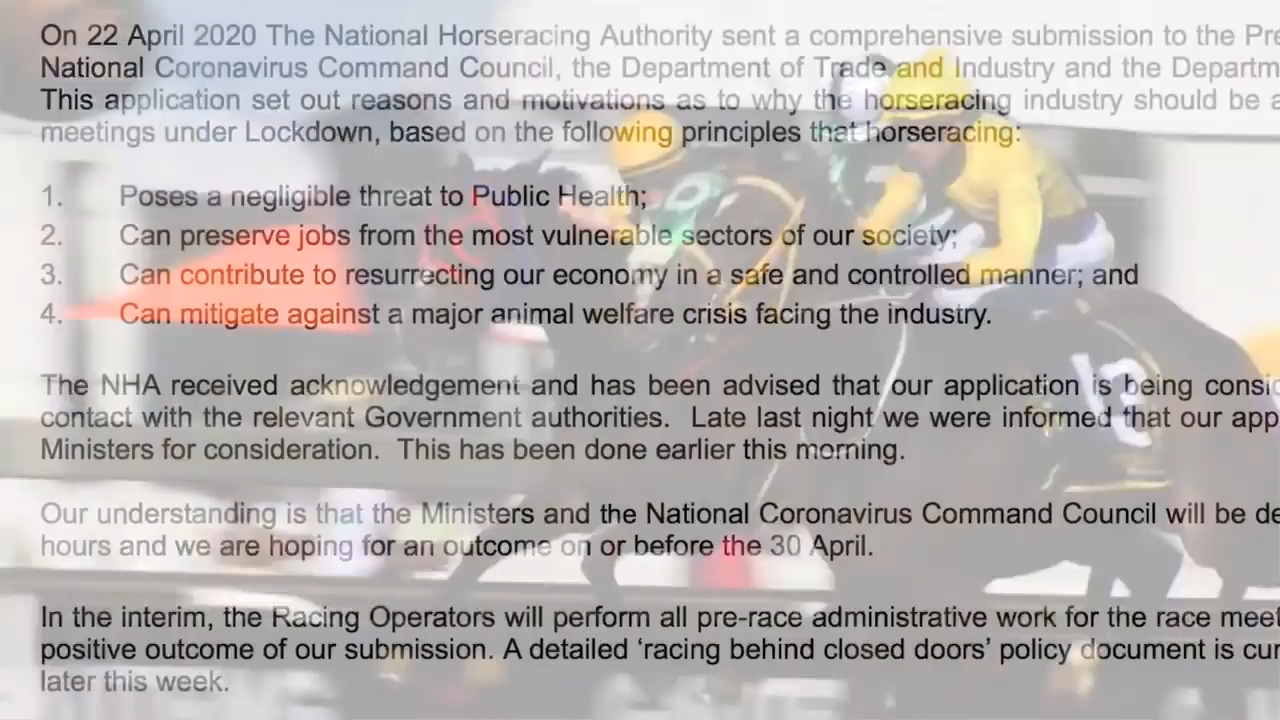 On 22 April 2020 The National Horseracing Authority sent a comprehensive submission to the Pre
National Coronavirus Command Council, the Department of Trade and Industry and the Departm
This application set out reasons and motivations as to why the horseracing industry should be a
meetings under Lockdown, based on the following principles that horseracing:
1. Poses a negligible threat to Public Health;
2. Can preserve jobs from the most vulnerable sectors of our society;
3. Can contribute to resurrecting our economy in a safe and controlled manner; and
4. Can mitigate against a major animal welfare crisis facing the industry.
The NHA received acknowledgement and has been advised that our application is being consid
contact with the relevant Government authorities. Late last night we were informed that our app
Ministers for consideration. This has been done earlier this morning.
Our understanding is that the Ministers and the National Coronavirus Command Council will be de
hours and we are hoping for an outcome on or before the 30 April.
In the interim, the Racing Operators will perform all pre-race administrative work for the race meet
positive outcome of our submission. A detailed ‘racing behind closed doors’ policy document is cur
later this week.